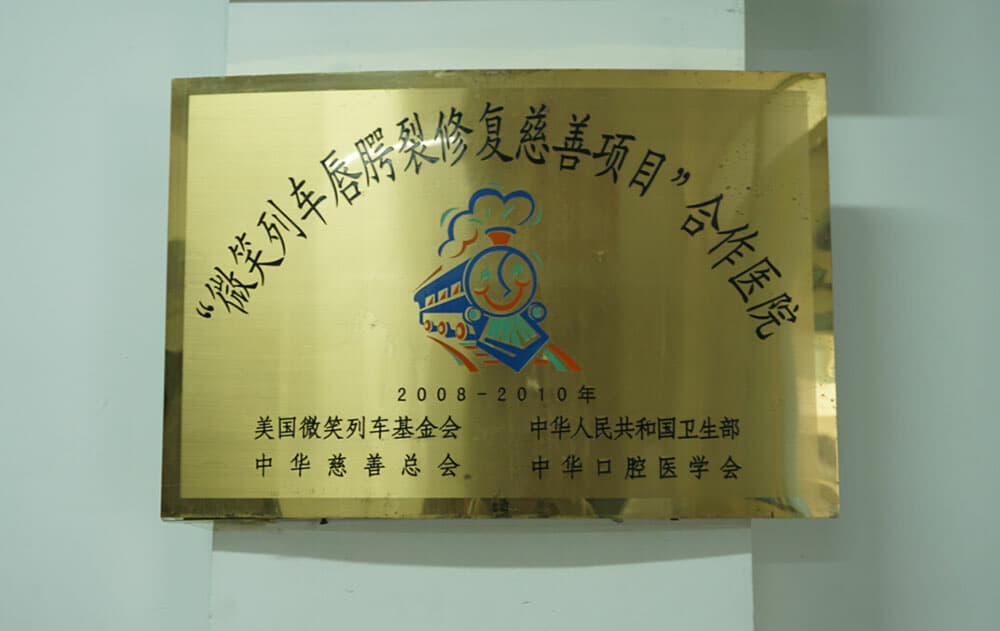 “微笑列车唇腭裂修复慈善项目”合作医院
2008-2010年
美国微笑列车基金会 中华人民共和国卫生部
中华慈善总会 中华口腔医学会